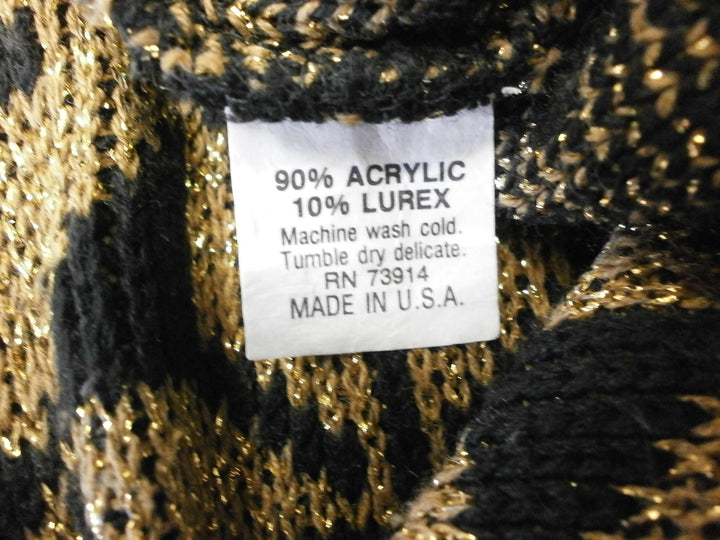 90% ACRYLIC
10% LUREX
Machine wash cold.
Tumble dry delicate.
RN 73914
MADE IN U.S.A.